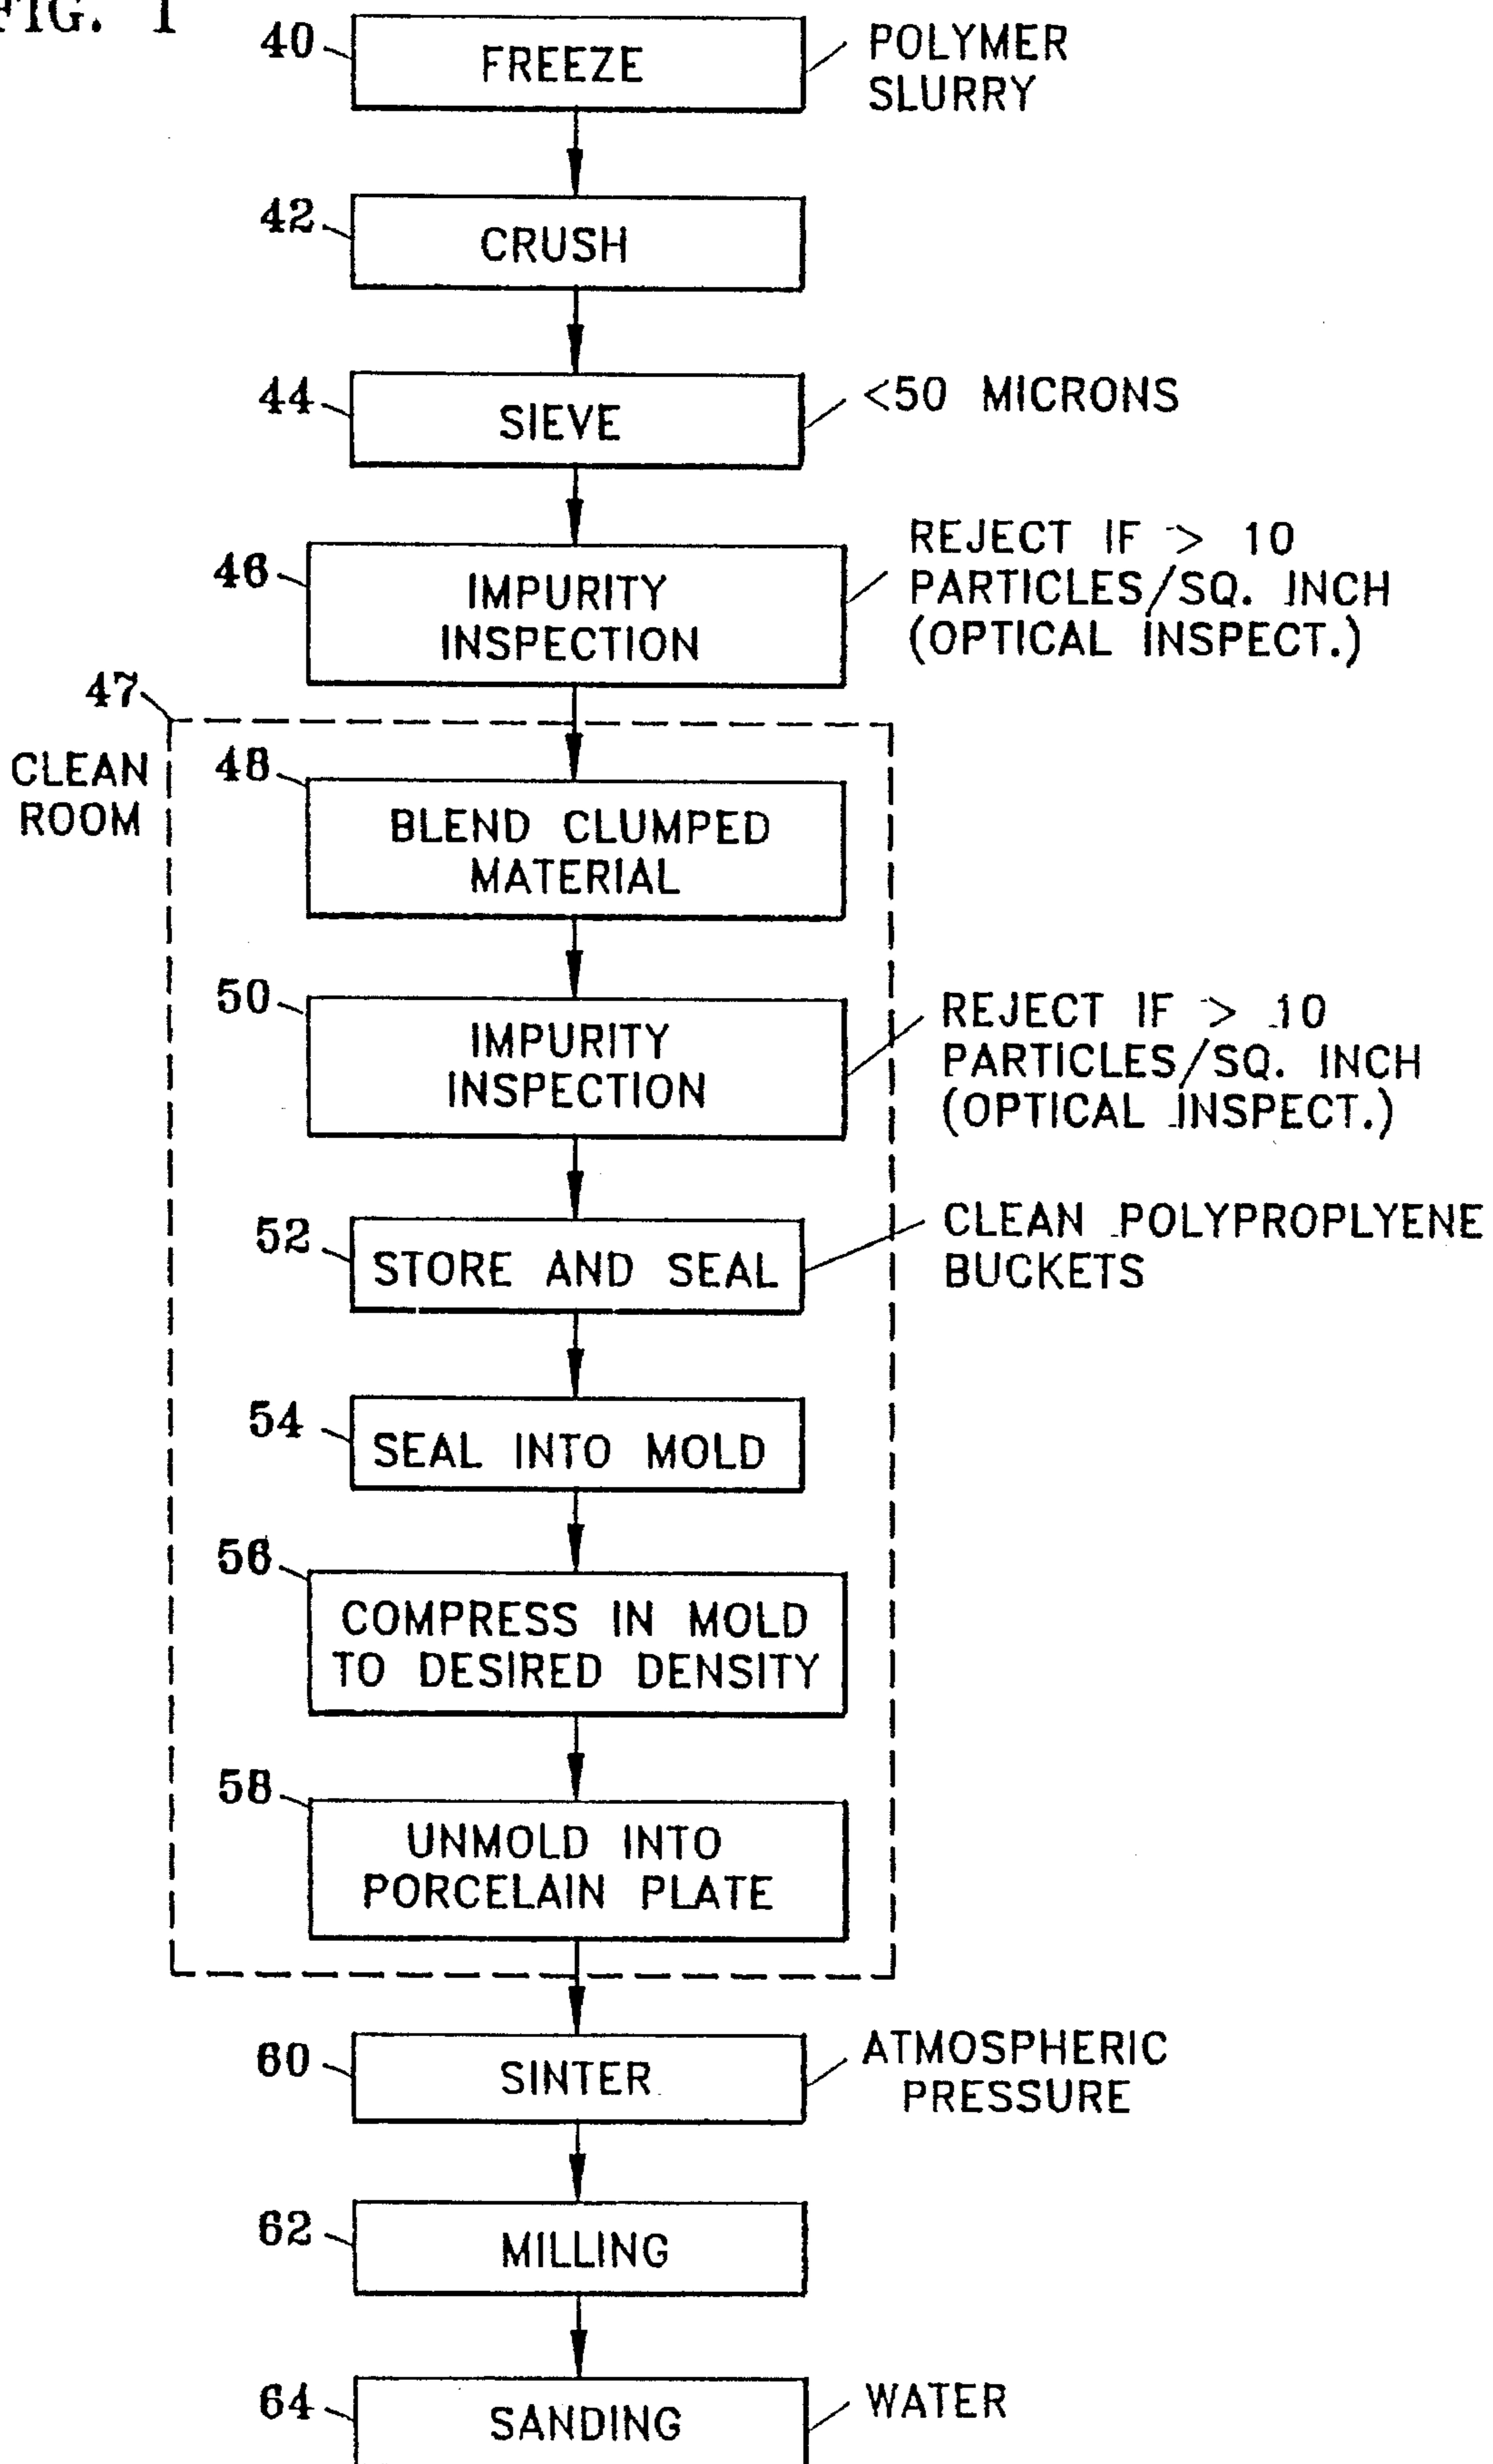 FIG. 1
40
FREEZE
POLYMER
SLURRY
42
CRUSH
44
SIEVE
<50 MICRONS
46
IMPURITY
INSPECTION
REJECT IF > 10
PARTICLES/SQ. INCH
(OPTICAL INSPECT.)
47
CLEAN
ROOM
48
BLEND CLUMPED
MATERIAL
50
IMPURITY
INSPECTION
REJECT IF > 10
PARTICLES/SQ. INCH
(OPTICAL INSPECT.)
52
STORE AND SEAL
CLEAN POLYPROPLYENE
BUCKETS
54
SEAL INTO MOLD
56
COMPRESS IN MOLD
TO DESIRED DENSITY
58
UNMOLD INTO
PORCELAIN PLATE
60
SINTER
ATMOSPHERIC
PRESSURE
62
MILLING
64
SANDING
WATER